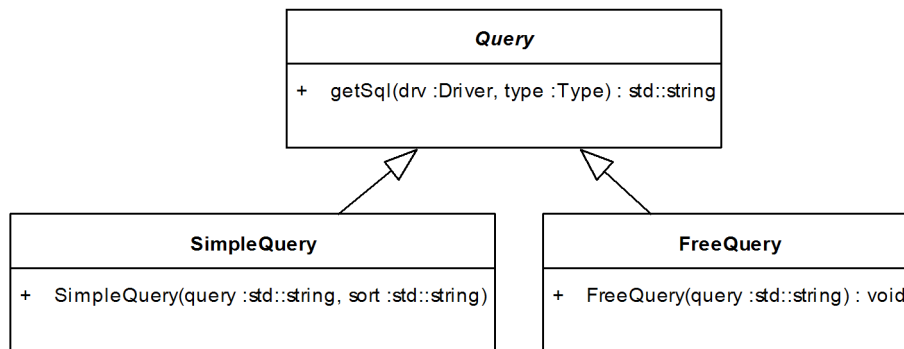 Query
+ getSql(drv :Driver, type :Type) : std::string
SimpleQuery
+ SimpleQuery(query :std::string, sort :std::string)
FreeQuery
+ FreeQuery(query :std::string) : void